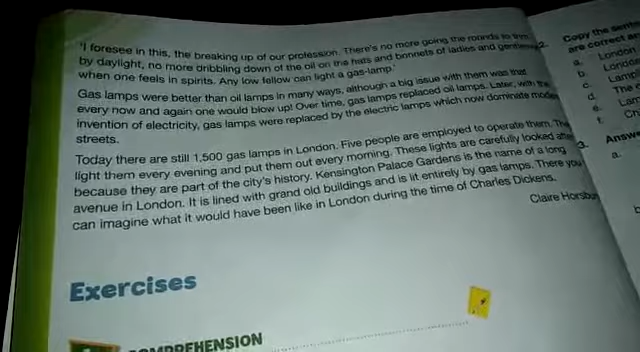 'I foresee in this, the breaking up of our profession. There's no more going the rounds to trim
by daylight, no more dribbling down of the oil on the hats and bonnets of ladies and gentlemen
when one feels in spirits. Any low fellow can light a gas-lamp.'
Gas lamps were better than oil lamps in many ways, although a big issue with them was that
every now and again one would blow up! Over time, gas lamps replaced oil lamps. Later, with the
invention of electricity, gas lamps were replaced by the electric lamps which now dominate modern
streets.
Today there are still 1,500 gas lamps in London. Five people are employed to operate them. They
light them every evening and put them out every morning. These lights are carefully looked after
because they are part of the city's history. Kensington Palace Gardens is the name of a long
avenue in London. It is lined with grand old buildings and is lit entirely by gas lamps. There you
can imagine what it would have been like in London during the time of Charles Dickens.
Claire
Exercises
COMPREHENSION
2. Copy the
are correct
a. London
b. London
c.
d. The
e.
f.
3. Answer
a.